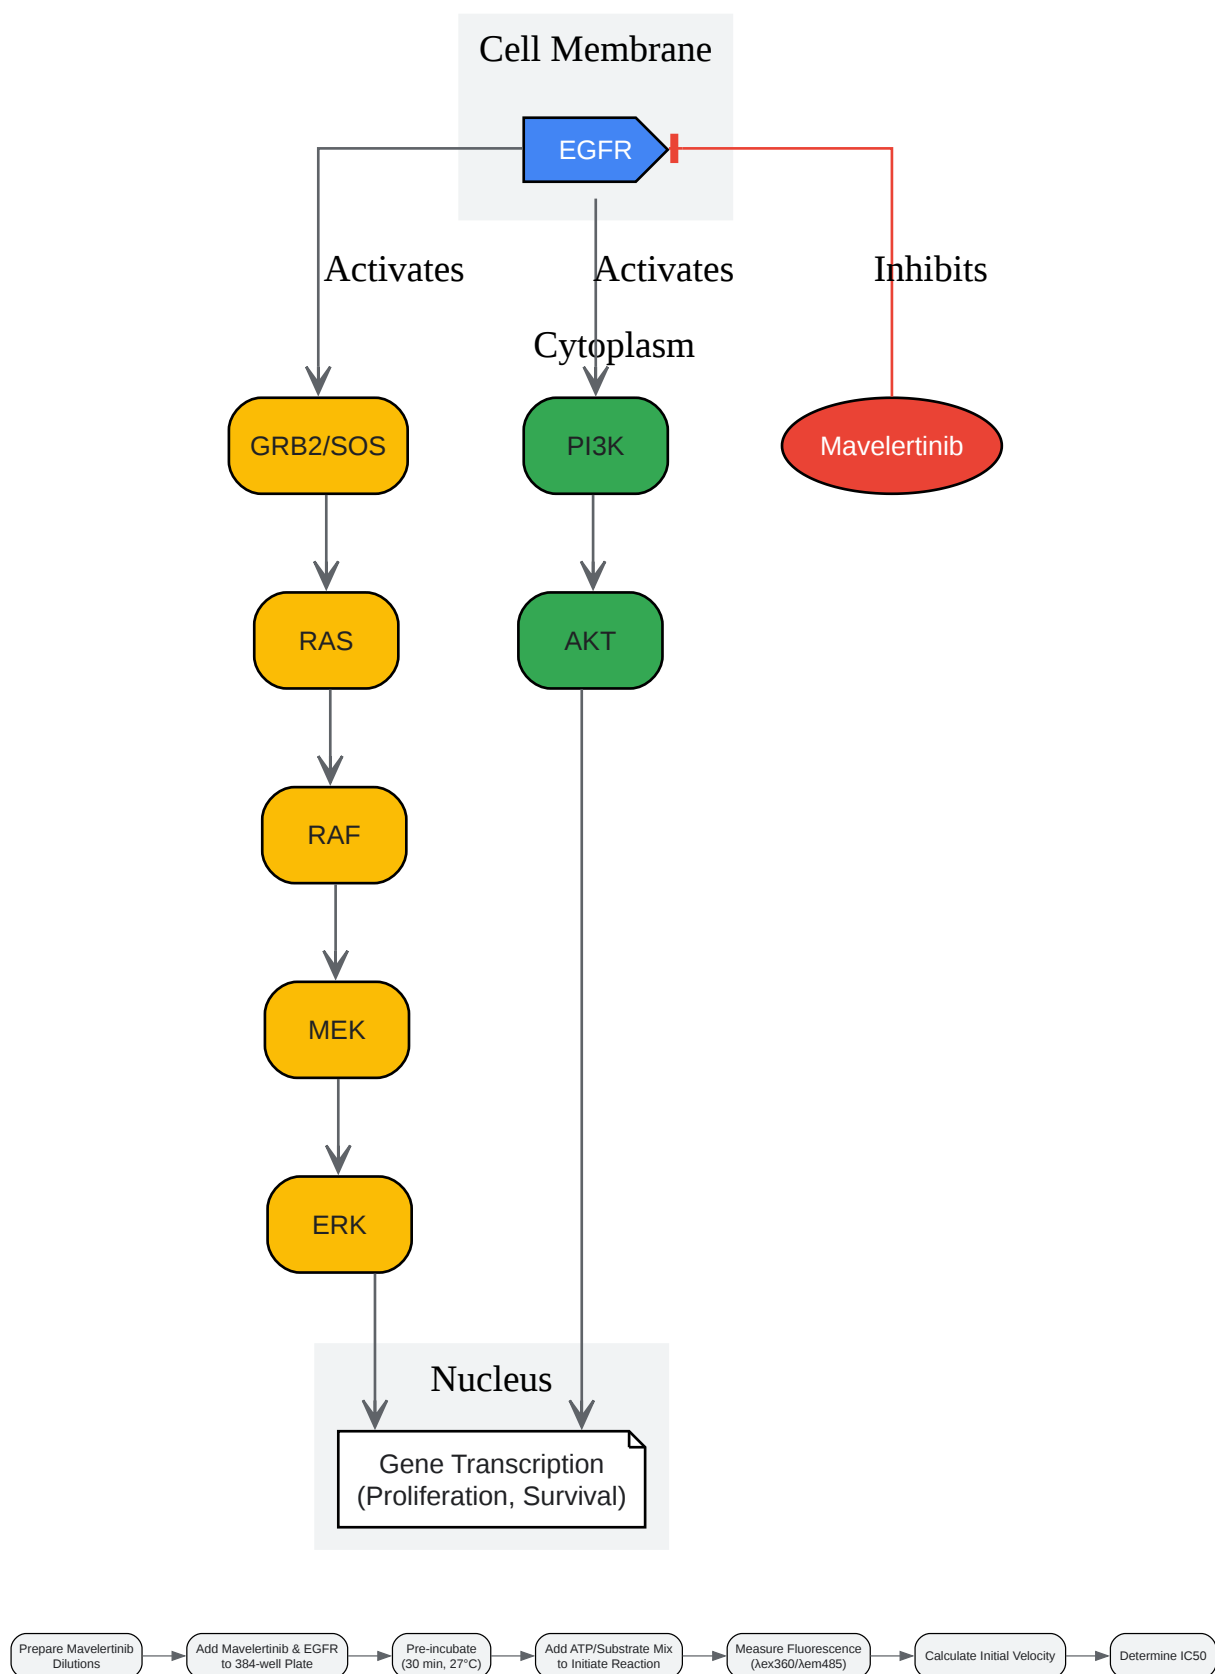 Cell Membrane
EGFR
Activates
Activates
Inhibits
Cytoplasm
GRB2/SOS
PI3K
Mavelertinib
RAS
AKT
RAF
MEK
ERK
Nucleus
Gene Transcription
(Proliferation, Survival)
Prepare Mavelertinib
Dilutions
Add Mavelertinib & EGFR
to 384-well Plate
Pre-incubate
(30 min, 27°C)
Add ATP/Substrate Mix
to Initiate Reaction
Measure Fluorescence
(λex360/λem485)
Calculate Initial Velocity
Determine IC50